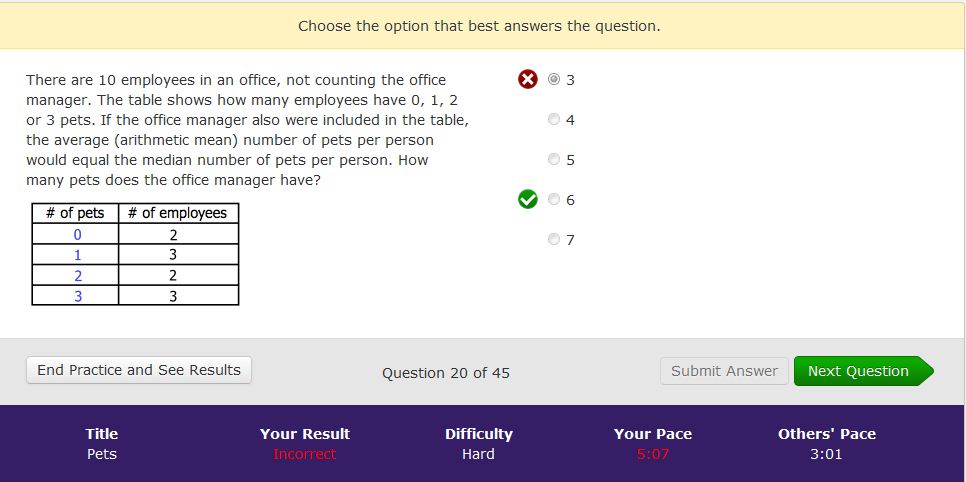 Choose the option that best answers the question.
There are 10 employees in an office, not counting the office
manager. The table shows how many employees have 0, 1, 2
or 3 pets. If the office manager also were included in the table,
the average (arithmetic mean) number of pets per person
would equal the median number of pets per person. How
many pets does the office manager have?
# of pets # of employees
0 2
1 3
2 2
3 3
3
4
5
6
7
End Practice and See Results
Question 20 of 45
Submit Answer
Next Question
Title Your Result Difficulty Your Pace Others' Pace
Pets Incorrect Hard 5:07 3:01